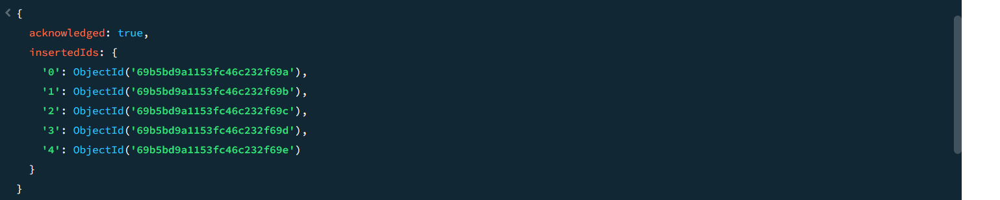 {
acknowledged: true,
insertedIds: {
'0': ObjectId('69b5bd9a1153fc46c232f69a'),
'1': ObjectId('69b5bd9a1153fc46c232f69b'),
'2': ObjectId('69b5bd9a1153fc46c232f69c'),
'3': ObjectId('69b5bd9a1153fc46c232f69d'),
'4': ObjectId('69b5bd9a1153fc46c232f69e')
}
}